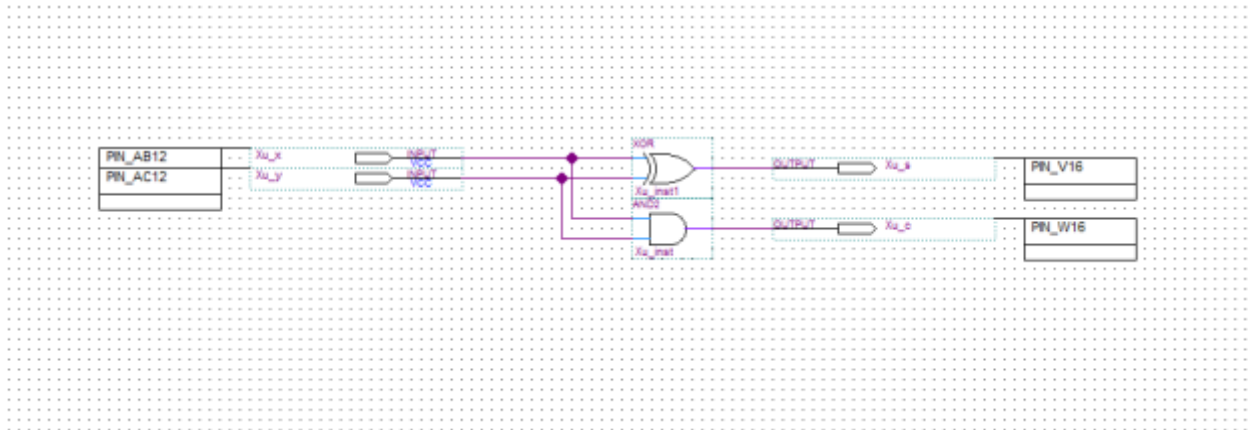 PIN_AB12
PIN_AC12
Xu_x
Xu_y
INPUT
VCC
INPUT
VCC
XOR
Xu_inst1
AND2
Xu_inst
OUTPUT
Xu_s
PIN_V16
OUTPUT
Xu_c
PIN_W16